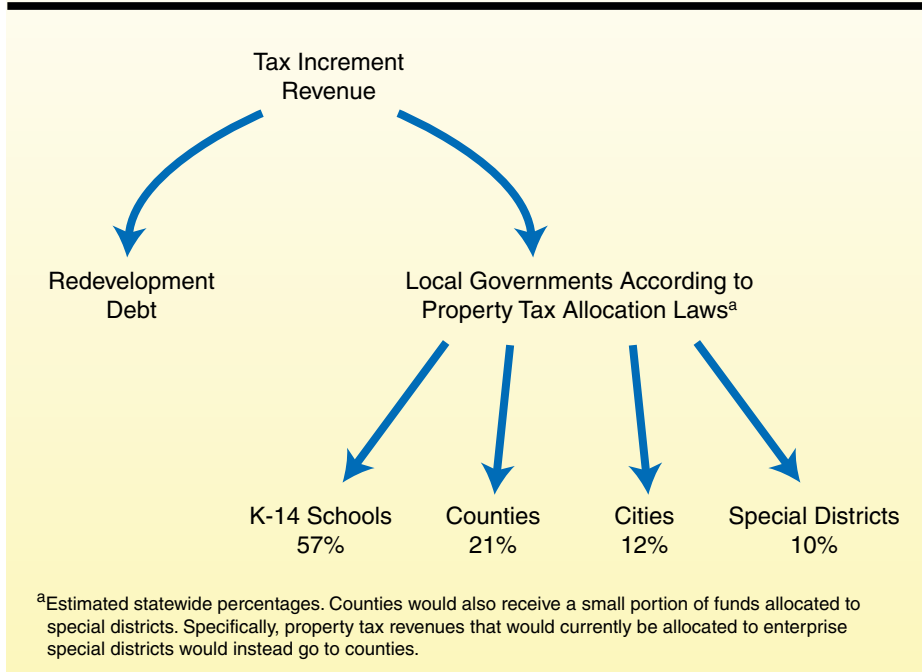 Tax Increment
Revenue
Redevelopment
Debt
Local Governments According to
Property Tax Allocation Lawsᵃ
K-14 Schools
57%
Counties
21%
Cities
12%
Special Districts
10%
ᵃEstimated statewide percentages. Counties would also receive a small portion of funds allocated to
special districts. Specifically, property tax revenues that would currently be allocated to enterprise
special districts would instead go to counties.